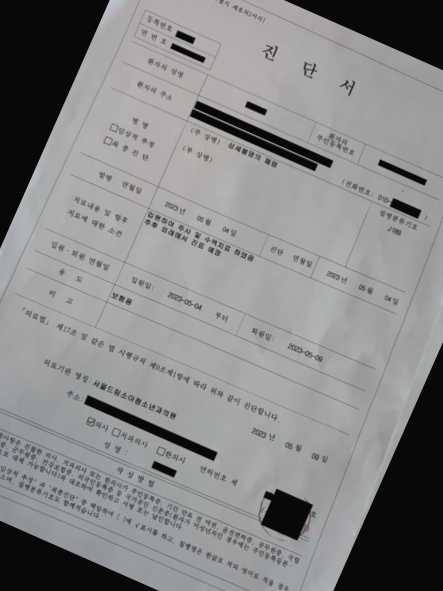 진 단 서
등록번호
연 번 호
환자의 성명
환자의 주민등록번호
환자의 주소
(전화번호: 010-
)
병 명
□임상적 추정
□최 종 진 단
(주 상병) 상세불명의 폐렴
(부 상병)
질병분류기호
J189
발병 연월일
2023 년 05 월 04 일
진단 연월일
2023 년 05 월 04 일
치료내용 및 향후
치료에 대한 소견
입원하여 주사 및 수액치료 하였음
추후 외래에서 진료 예정
입원·퇴원 연월일
입원일: 2023-05-04 부터
퇴원일: 2023-05-09
용 도
보험용
비 고
「의료법」 제17조 및 같은 법 시행규칙 제9조제1항에 따라 위와 같이 진단합니다.
2023 년 05 월 09 일
의료기관 명칭: 서울드림소아청소년과의원
주소:
☑의사 □치과의사 □한의사
면허번호 제
성 명:
작 성 방 법